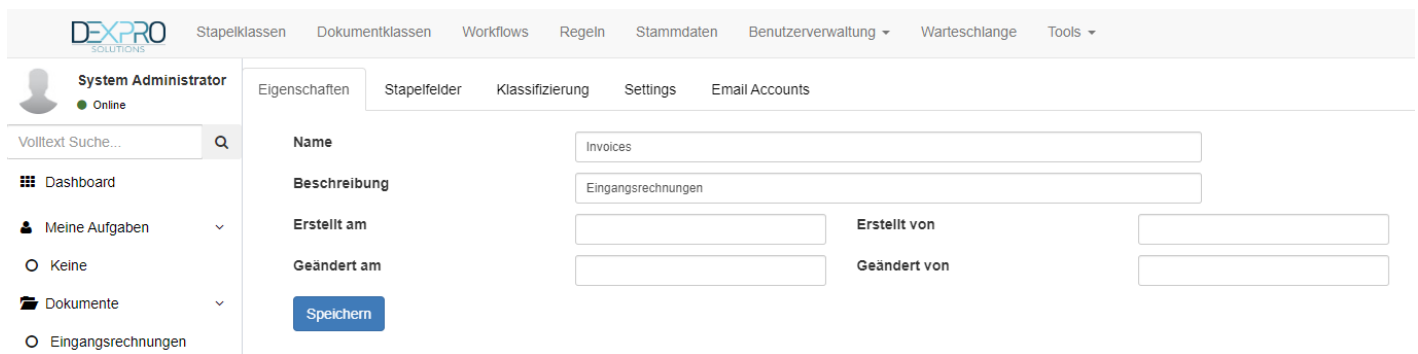 DEXPRO
SOLUTIONS
Stapelklassen Dokumentklassen Workflows Regeln Stammdaten Benutzerverwaltung Warteschlange Tools
System Administrator
Online
Eigenschaften Stapelfelder Klassifizierung Settings Email Accounts
Volltext Suche...
Name Invoices
Dashboard
Beschreibung Eingangsrechnungen
Meine Aufgaben
Erstellt am Erstellt von
Keine
Geändert am Geändert von
Dokumente
Speichern
Eingangsrechnungen